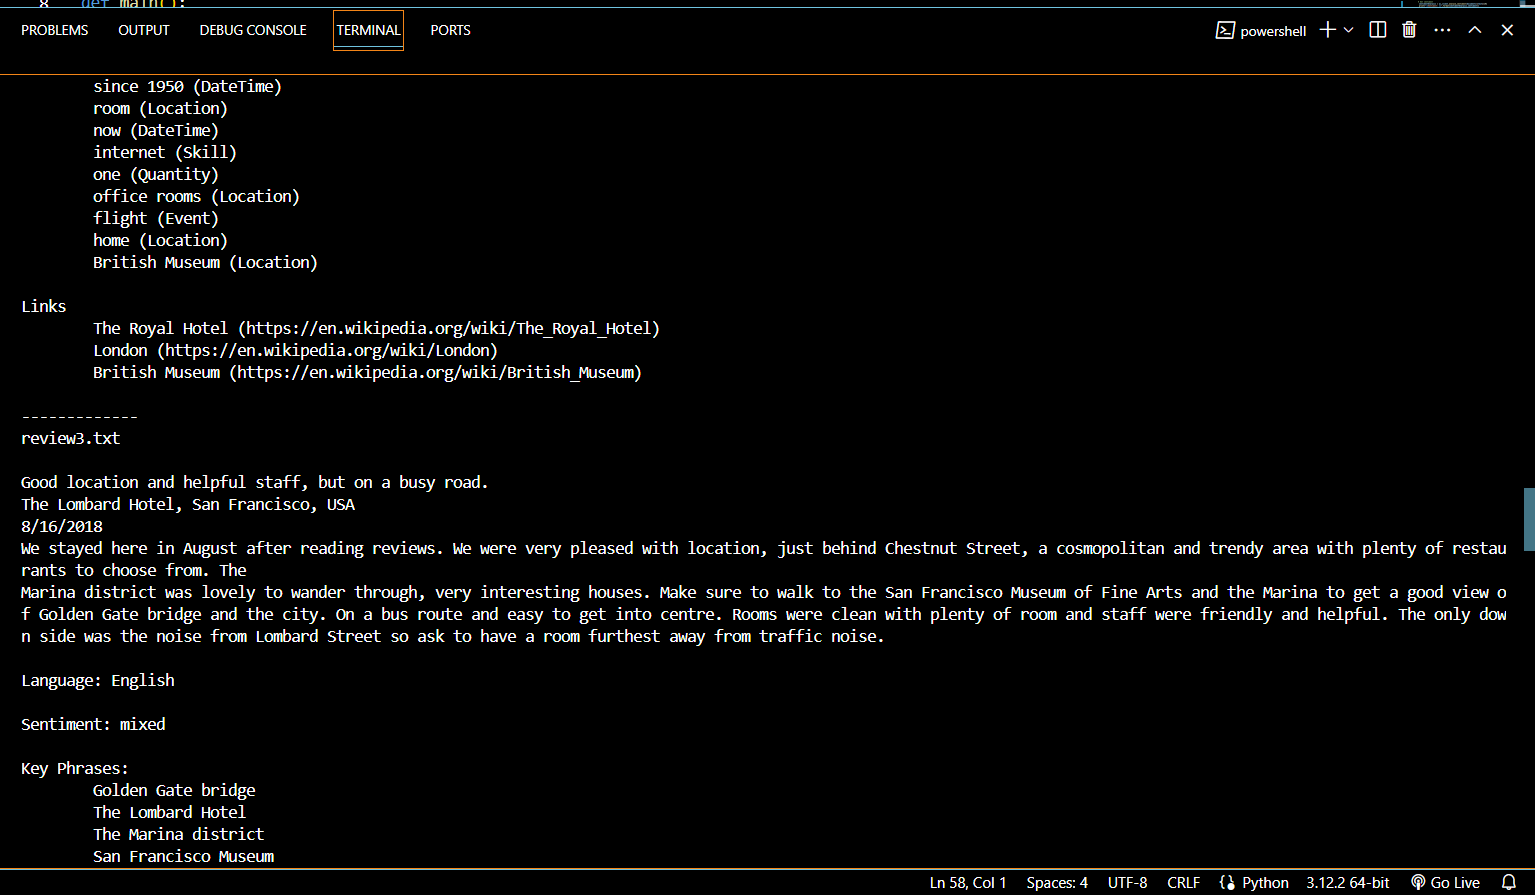 8 def main():
PROBLEMS OUTPUT DEBUG CONSOLE TERMINAL PORTS powershell
since 1950 (DateTime)
room (Location)
now (DateTime)
internet (Skill)
one (Quantity)
office rooms (Location)
flight (Event)
home (Location)
British Museum (Location)
Links
The Royal Hotel (https://en.wikipedia.org/wiki/The_Royal_Hotel)
London (https://en.wikipedia.org/wiki/London)
British Museum (https://en.wikipedia.org/wiki/British_Museum)
-------------
review3.txt
Good location and helpful staff, but on a busy road.
The Lombard Hotel, San Francisco, USA
8/16/2018
We stayed here in August after reading reviews. We were very pleased with location, just behind Chestnut Street, a cosmopolitan and trendy area with plenty of restau
rants to choose from. The
Marina district was lovely to wander through, very interesting houses. Make sure to walk to the San Francisco Museum of Fine Arts and the Marina to get a good view o
f Golden Gate bridge and the city. On a bus route and easy to get into centre. Rooms were clean with plenty of room and staff were friendly and helpful. The only dow
n side was the noise from Lombard Street so ask to have a room furthest away from traffic noise.
Language: English
Sentiment: mixed
Key Phrases:
Golden Gate bridge
The Lombard Hotel
The Marina district
San Francisco Museum
Ln 58, Col 1 Spaces: 4 UTF-8 CRLF Python 3.12.2 64-bit Go Live